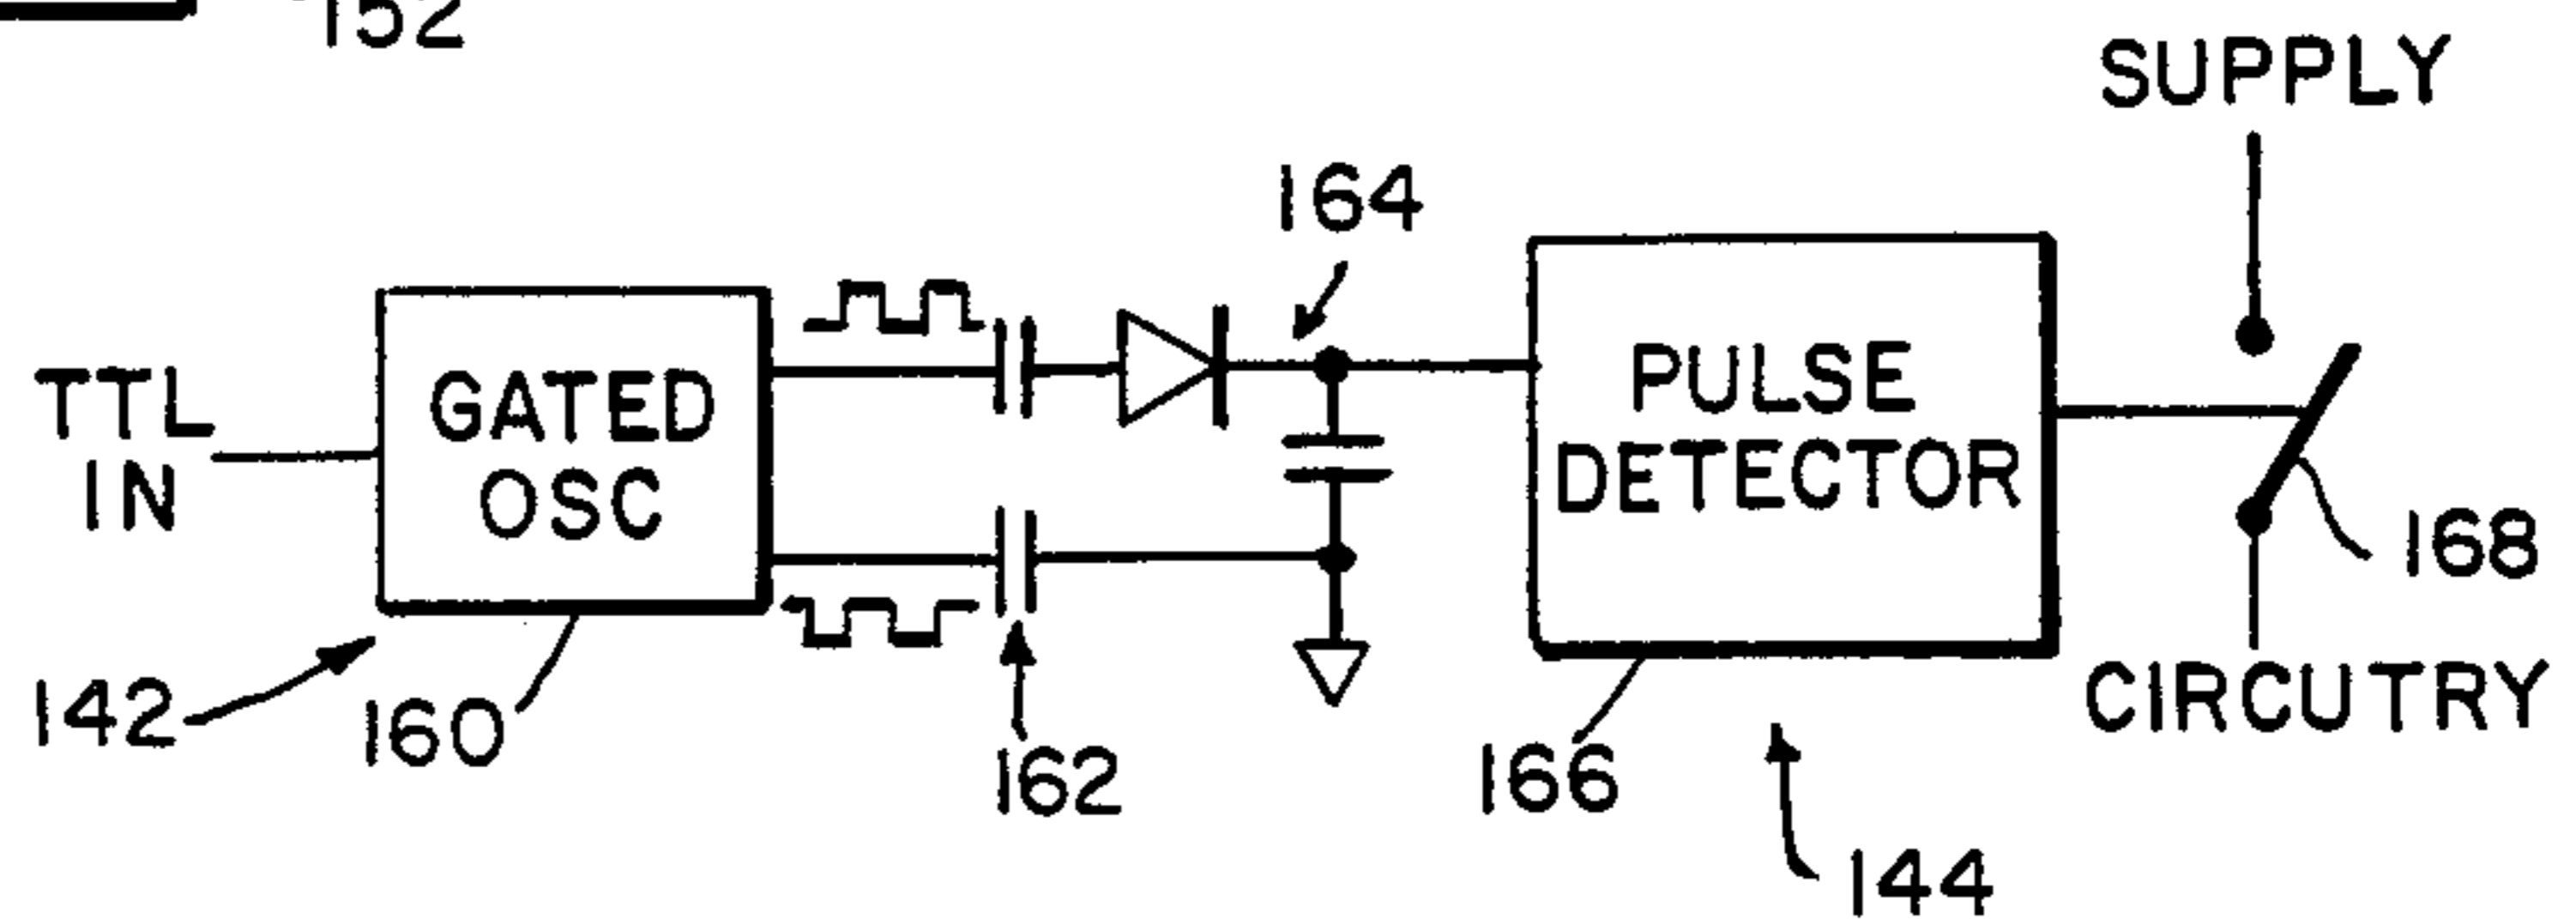 152
SUPPLY
164
TTL
IN
GATED
OSC
PULSE
DETECTOR
168
CIRCUTRY
142
160
162
166
144